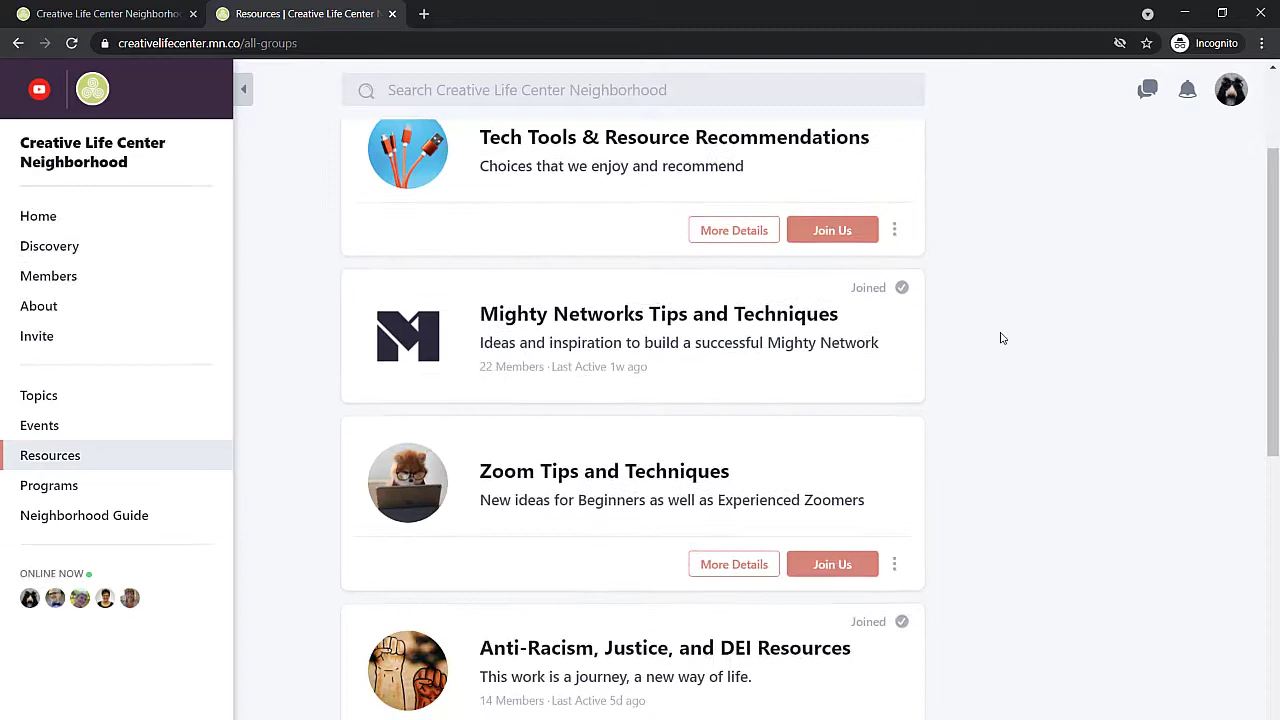 Creative Life Center Neighborho
Resources | Creative Life Center N
creativelifecenter.mn.co/all-groups
Incognito
Search Creative Life Center Neighborhood
Creative Life Center
Neighborhood
Home
Discovery
Members
About
Invite
Topics
Events
Resources
Programs
Neighborhood Guide
ONLINE NOW
Tech Tools & Resource Recommendations
Choices that we enjoy and recommend
More Details
Join Us
Joined
Mighty Networks Tips and Techniques
Ideas and inspiration to build a successful Mighty Network
22 Members · Last Active 1w ago
Zoom Tips and Techniques
New ideas for Beginners as well as Experienced Zoomers
More Details
Join Us
Joined
Anti-Racism, Justice, and DEI Resources
This work is a journey, a new way of life.
14 Members · Last Active 5d ago